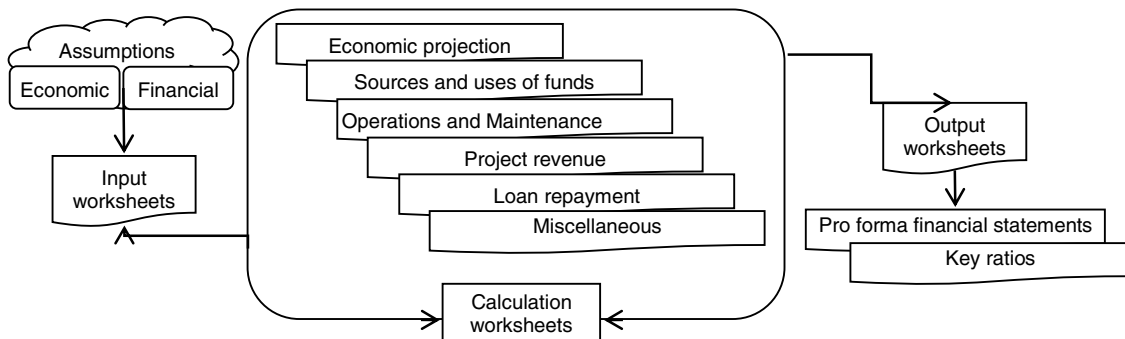 Assumptions
Economic
Financial
Input
worksheets
Economic projection
Sources and uses of funds
Operations and Maintenance
Project revenue
Loan repayment
Miscellaneous
Calculation
worksheets
Output
worksheets
Pro forma financial statements
Key ratios